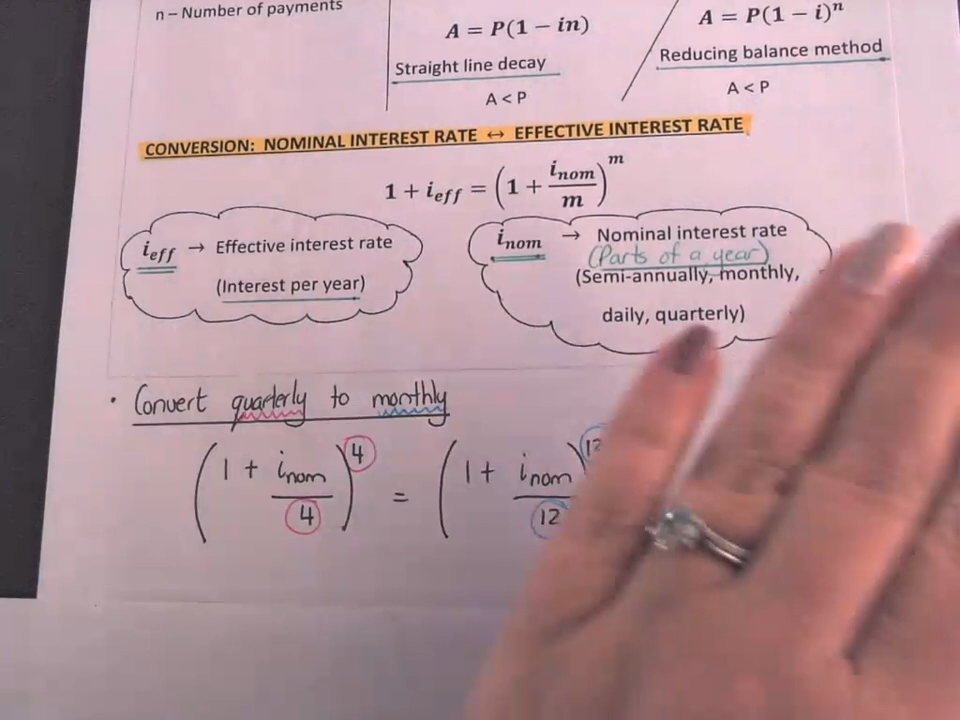 n – Number of payments
A = P(1 − in)
Straight line decay
A < P
A = P(1 − i)ⁿ
Reducing balance method
A < P
CONVERSION: NOMINAL INTEREST RATE ↔ EFFECTIVE INTEREST RATE
1 + i_eff = (1 + i_nom/m)^m
i_eff → Effective interest rate
(Interest per year)
i_nom → Nominal interest rate
(Parts of a year)
(Semi-annually, monthly,
daily, quarterly)
• Convert quarterly to monthly
(1 + i_nom/4)^4 = (1 + i_nom/12)^12